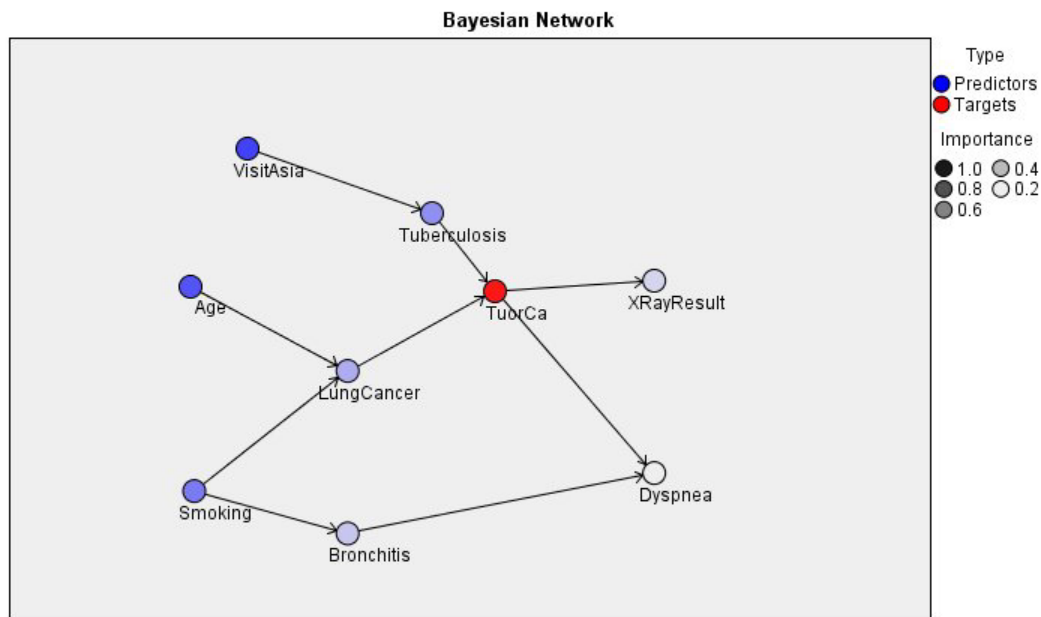 Bayesian Network
Type
Predictors
Targets
Importance
1.0 0.4
0.8 0.2
0.6
VisitAsia
Tuberculosis
Age
TuorCa
XRayResult
LungCancer
Smoking
Dyspnea
Bronchitis